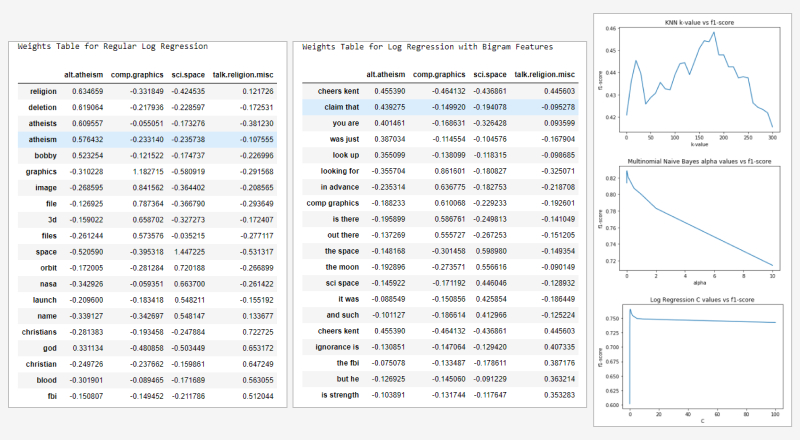 Weights Table for Regular Log Regression
alt.atheism comp.graphics sci.space talk.religion.misc
religion 0.634659 -0.331849 -0.424535 0.121726
deletion 0.619064 -0.217936 -0.228597 -0.172531
atheists 0.609557 -0.055051 -0.173276 -0.381230
atheism 0.576432 -0.233140 -0.235738 -0.107555
bobby 0.523254 -0.121522 -0.174737 -0.226996
graphics -0.310228 1.182715 -0.580919 -0.291568
image -0.268595 0.841562 -0.364402 -0.208565
file -0.126925 0.787364 -0.366790 -0.293649
3d -0.159022 0.658702 -0.327273 -0.172407
files -0.261244 0.573576 -0.035215 -0.277117
space -0.520590 -0.395318 1.447225 -0.531317
orbit -0.172005 -0.281284 0.720188 -0.266899
nasa -0.342926 -0.059351 0.663700 -0.261422
launch -0.209600 -0.183418 0.548211 -0.155192
name -0.339127 -0.342697 0.548147 0.133677
christians -0.281383 -0.193458 -0.247884 0.722725
god 0.331134 -0.480858 -0.503449 0.653172
christian -0.249726 -0.237662 -0.159861 0.647249
blood -0.301901 -0.089465 -0.171689 0.563055
fbi -0.150807 -0.149452 -0.211786 0.512044
Weights Table for Log Regression with Bigram Features
alt.atheism comp.graphics sci.space talk.religion.misc
cheers kent 0.455390 -0.464132 -0.436861 0.445603
claim that 0.439275 -0.149920 -0.194078 -0.095278
you are 0.401461 -0.168631 -0.326428 0.093599
was just 0.387034 -0.114554 -0.104576 -0.167904
look up 0.355099 -0.138099 -0.118315 -0.098685
looking for -0.355704 0.861601 -0.180827 -0.325071
in advance -0.235314 0.636775 -0.182753 -0.218708
comp graphics -0.188233 0.610068 -0.229233 -0.192601
is there -0.195899 0.586761 -0.249813 -0.141049
out there -0.137269 0.555727 -0.267253 -0.151205
the space -0.148168 -0.301458 0.598980 -0.149354
the moon -0.192896 -0.273571 0.556616 -0.090149
sci space -0.145922 -0.171192 0.446046 -0.128932
it was -0.088549 -0.150856 0.425854 -0.186449
and such -0.101127 -0.186614 0.412966 -0.125224
cheers kent 0.455390 -0.464132 -0.436861 0.445603
ignorance is -0.130851 -0.147064 -0.129420 0.407335
the fbi -0.075078 -0.133487 -0.178611 0.387176
but he -0.126925 -0.145060 -0.091229 0.363214
is strength -0.103891 -0.131744 -0.117647 0.353283
KNN k-value vs f1-score
f1-score
0.46
0.45
0.44
0.43
0.42
0 50 100 150 200 250 300
k-value
Multinomial Naive Bayes alpha values vs f1-score
f1-score
0.82
0.80
0.78
0.76
0.74
0.72
0 2 4 6 8 10
alpha
Log Regression C values vs f1-score
f1-score
0.750
0.725
0.700
0.675
0.650
0.625
0.600
0 20 40 60 80 100
C